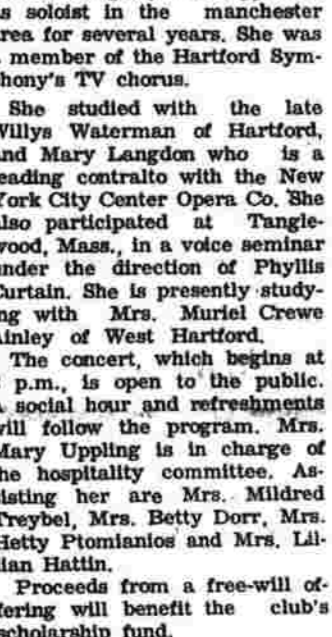 s soloist in the manchester
rea for several years. She was
member of the Hartford Sym-
hony's TV chorus.
She studied with the late
Willys Waterman of Hartford,
nd Mary Langdon who is a
eading contralto with the New
York City Center Opera Co. She
lso participated at Tangle-
wood, Mass., in a voice seminar
under the direction of Phyllis
Curtain. She is presently study-
ng with Mrs. Muriel Crewe
Ainley of West Hartford.
The concert, which begins at
p.m., is open to the public.
A social hour and refreshments
will follow the program. Mrs.
Mary Uppling is in charge of
he hospitality committee. As-
isting her are Mrs. Mildred
Treybel, Mrs. Betty Dorr, Mrs.
Hetty Ptomianios and Mrs. Lil-
ian Hattin.
Proceeds from a free-will of-
fering will benefit the club's
scholarship fund.